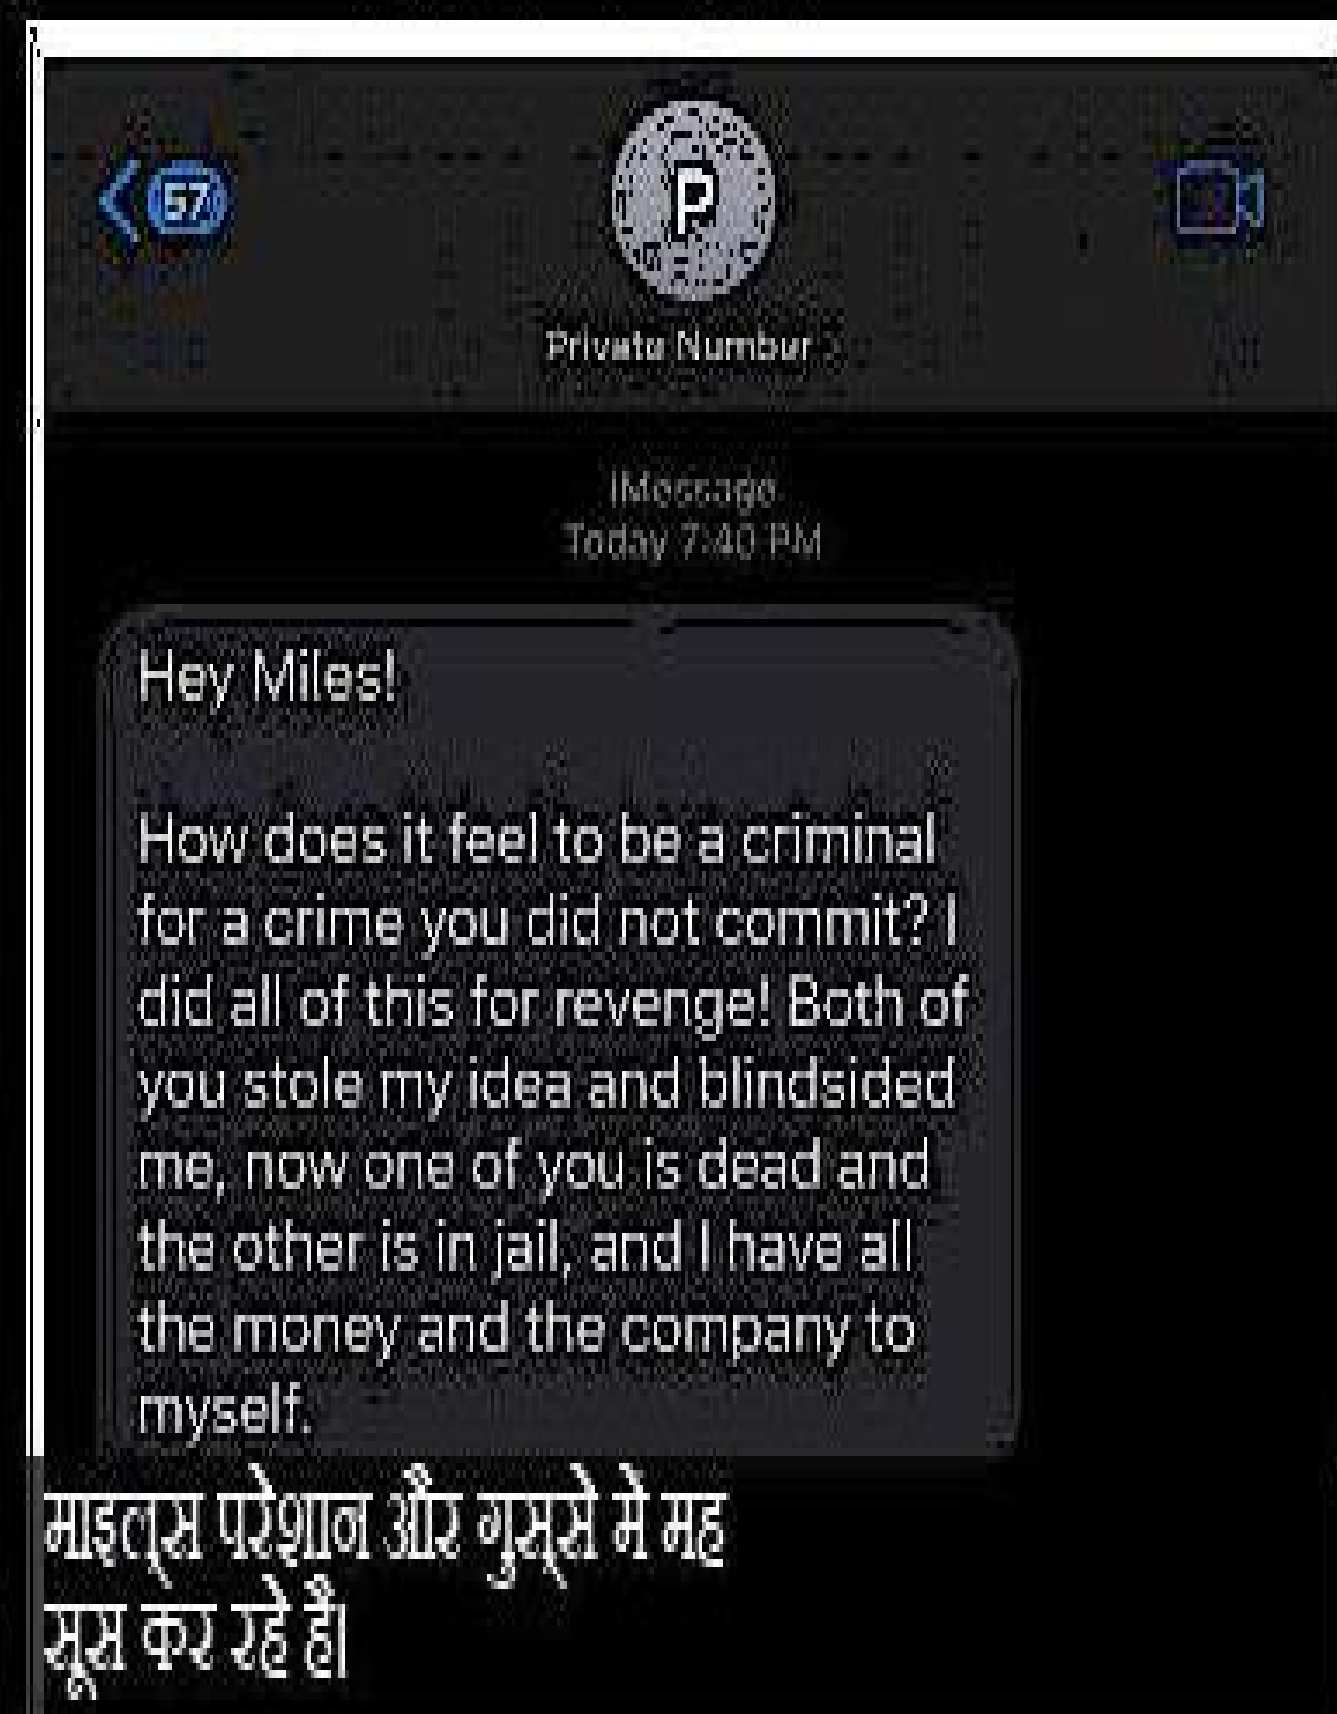 57
P
Private Number
iMessage
Today 7:40 PM
Hey Miles!
How does it feel to be a criminal
for a crime you did not commit? I
did all of this for revenge! Both of
you stole my idea and blindsided
me, now one of you is dead and
the other is in jail, and I have all
the money and the company to
myself.
माइल्स परेशान और गुस्से मे मह
सूस कर रहे है।